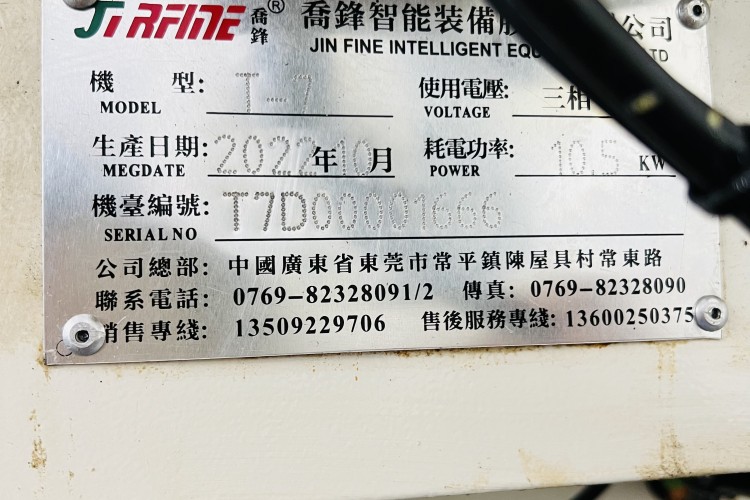 JIRFINE 喬鋒 ® 喬鋒智能裝備
JIN FINE INTELLIGENT
機 型: T-7 使用電壓: 三相
MODEL VOLTAGE
生產日期: 2022年10月 耗電功率: 10.5 KW
MEGDATE POWER
機臺編號: T7D00001666
SERIAL NO
公司總部: 中國廣東省東莞市常平鎮陳屋貝村常東路
聯系電話: 0769-82328091/2 傳真: 0769-82328090
銷售專綫: 13509229706 售後服務專綫: 13600250375